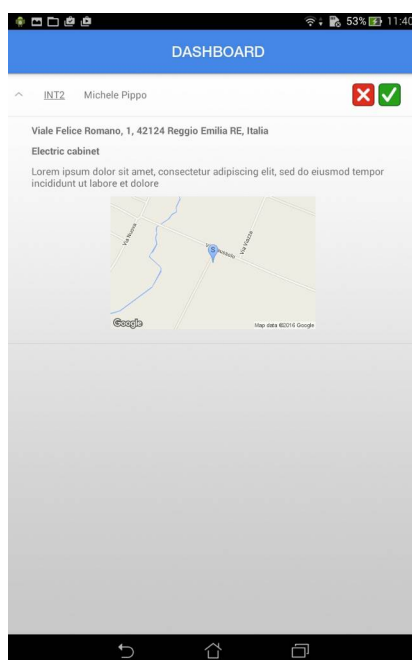 53% 11:40
DASHBOARD
INT2 Michele Pippo
Viale Felice Romano, 1, 42124 Reggio Emilia RE, Italia
Electric cabinet
Lorem ipsum dolor sit amet, consectetur adipiscing elit, sed do eiusmod tempor
incididunt ut labore et dolore
Via Nuova
Via Viazza
S
Google
Map data ©2016 Google